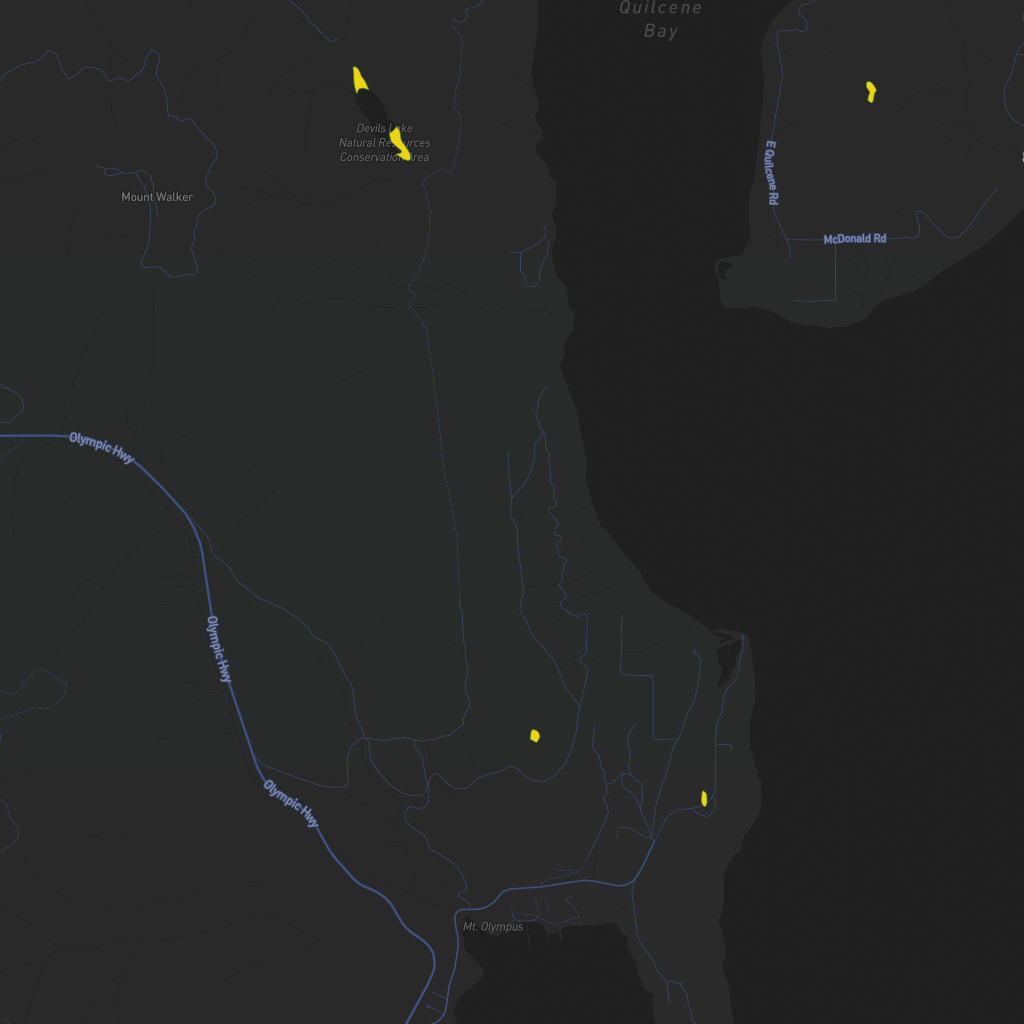 Quilcene
Bay
Devils Lake
Natural Resources
Conservation Area
E Quilcene Rd
Mount Walker
McDonald Rd
Olympic Hwy
Olympic Hwy
Olympic Hwy
Mt. Olympus